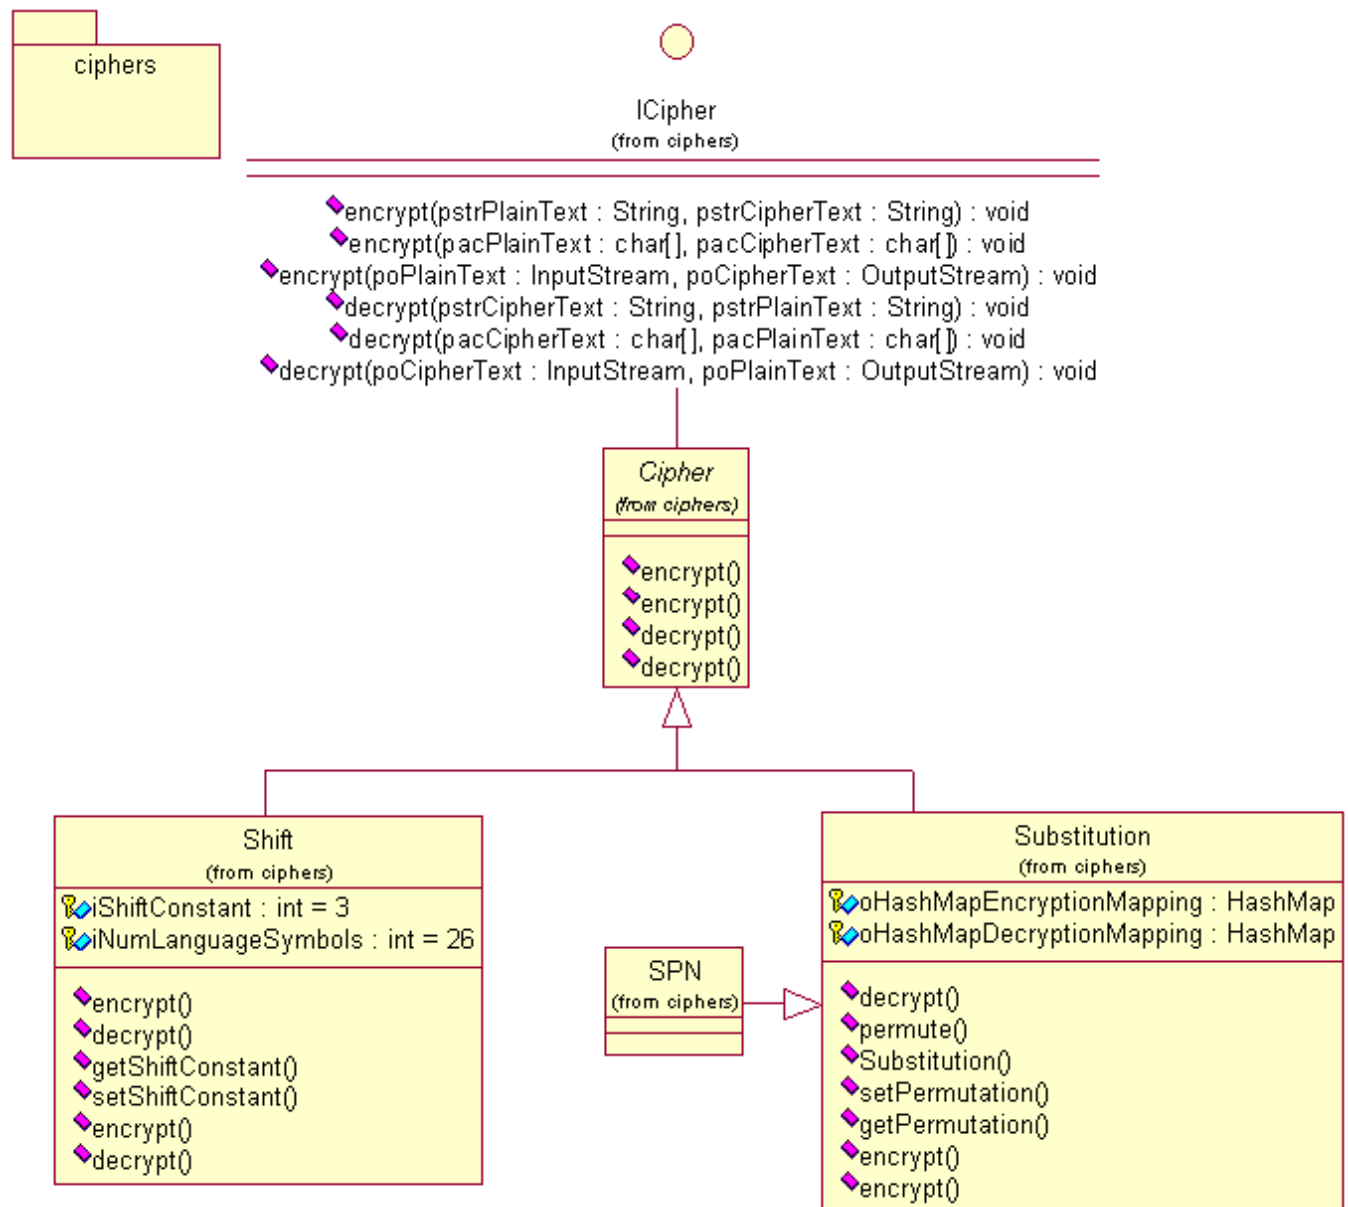 ciphers
ICipher
(from ciphers)
encrypt(pstrPlainText : String, pstrCipherText : String) : void
encrypt(pacPlainText : char[], pacCipherText : char[]) : void
encrypt(poPlainText : InputStream, poCipherText : OutputStream) : void
decrypt(pstrCipherText : String, pstrPlainText : String) : void
decrypt(pacCipherText : char[], pacPlainText : char[]) : void
decrypt(poCipherText : InputStream, poPlainText : OutputStream) : void
Cipher
(from ciphers)
encrypt()
encrypt()
decrypt()
decrypt()
Shift
(from ciphers)
iShiftConstant : int = 3
iNumLanguageSymbols : int = 26
encrypt()
decrypt()
getShiftConstant()
setShiftConstant()
encrypt()
decrypt()
SPN
(from ciphers)
Substitution
(from ciphers)
oHashMapEncryptionMapping : HashMap
oHashMapDecryptionMapping : HashMap
decrypt()
permute()
Substitution()
setPermutation()
getPermutation()
encrypt()
encrypt()